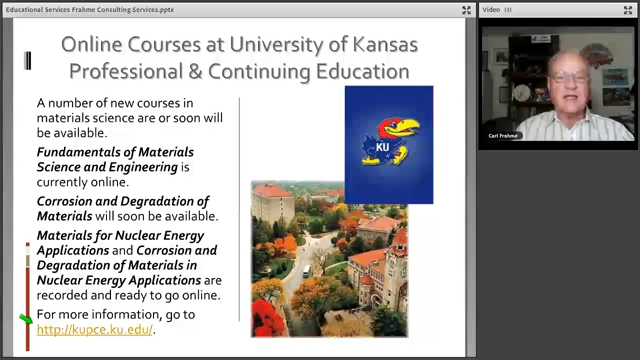 Educational Services Frahme Consulting Services.pptx
Video (3)
Online Courses at University of Kansas
Professional & Continuing Education
A number of new courses in
materials science are or soon will
be available.
Fundamentals of Materials
Science and Engineering is
currently online.
Corrosion and Degradation of
Materials will soon be available.
Materials for Nuclear Energy
Applications and Corrosion and
Degradation of Materials in
Nuclear Energy Applications are
recorded and ready to go online.
For more information, go to
http://kupce.ku.edu/.
KU
Carl Frahme